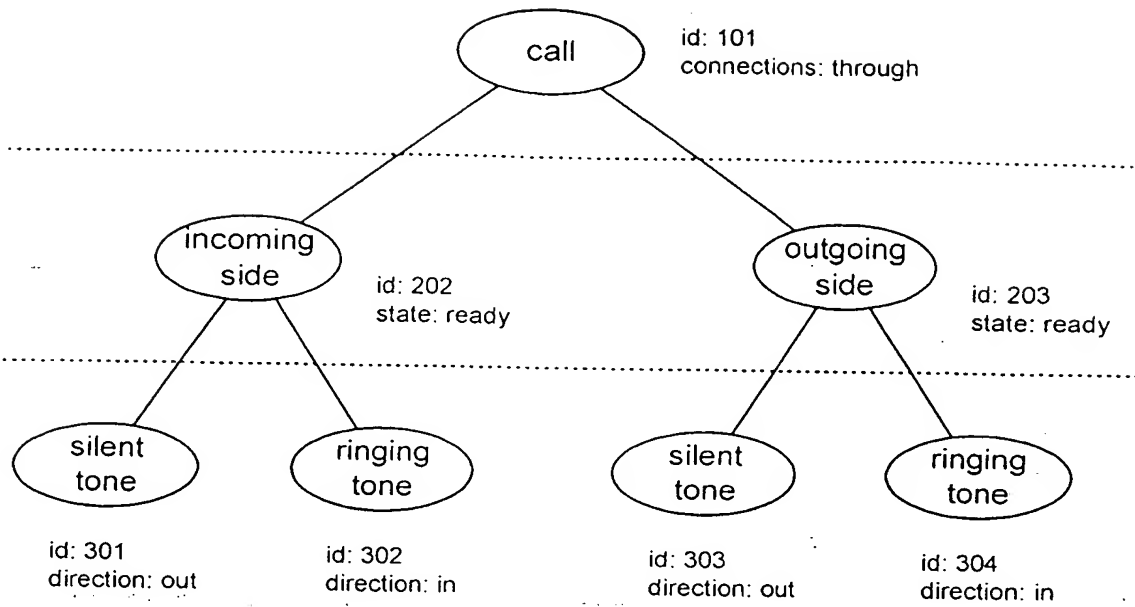 call
id: 101
connections: through
incoming
side
id: 202
state: ready
outgoing
side
id: 203
state: ready
silent
tone
ringing
tone
silent
tone
ringing
tone
id: 301
direction: out
id: 302
direction: in
id: 303
direction: out
id: 304
direction: in